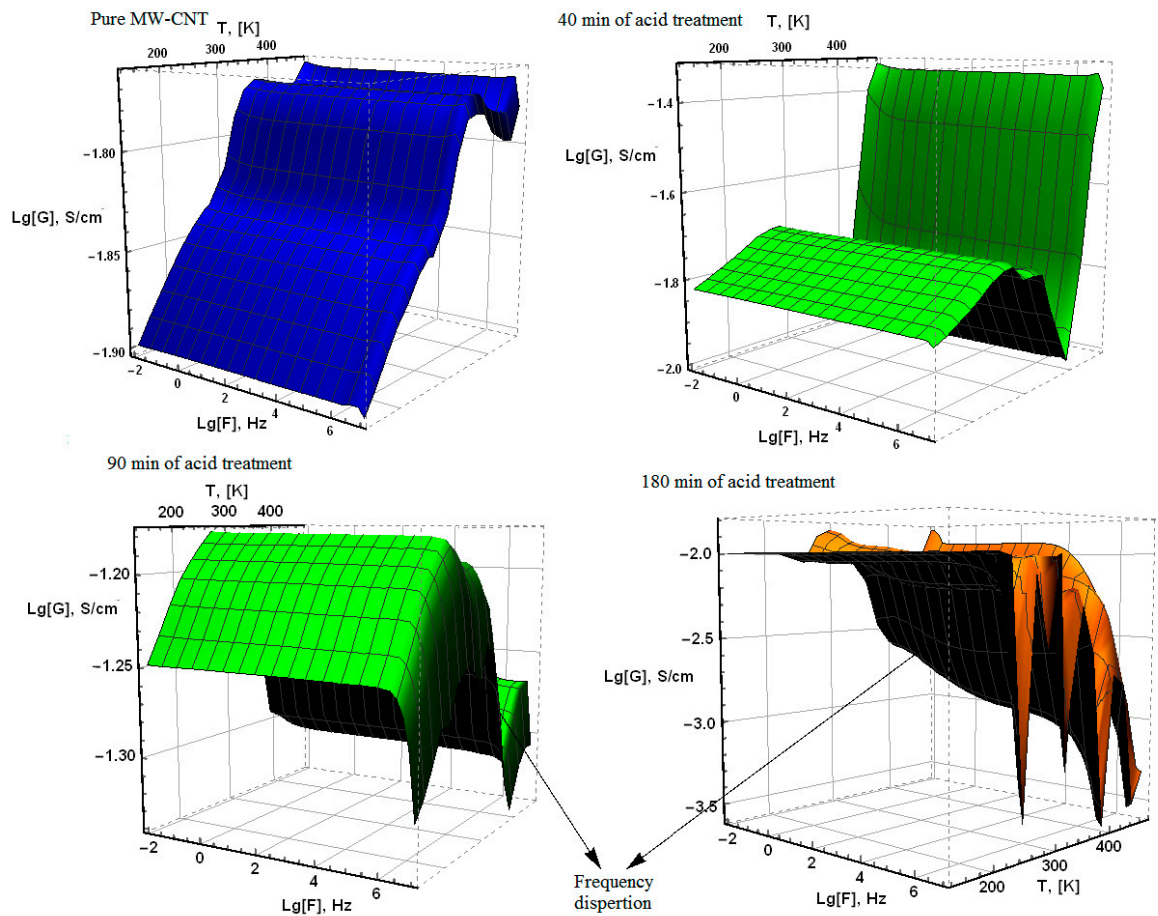 Pure MW-CNT
T, [K]
200 300 400
Lg[G], S/cm
−1.80
−1.85
−1.90
−2 0 2 4 6
Lg[F], Hz
40 min of acid treatment
T, [K]
200 300 400
Lg[G], S/cm
−1.4
−1.6
−1.8
−2.0
−2 0 2 4 6
Lg[F], Hz
90 min of acid treatment
T, [K]
200 300 400
Lg[G], S/cm
−1.20
−1.25
−1.30
−2 0 2 4 6
Lg[F], Hz
180 min of acid treatment
Lg[G], S/cm
−2.0
−2.5
−3.0
−3.5
−2 0 2 4 6
Lg[F], Hz
200 300 400
T, [K]
Frequency
dispertion